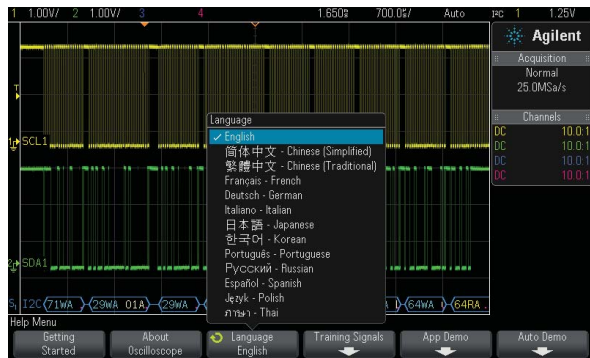 1 1.00V/ 2 1.00V/ 3 4 1.650s 700.0s/ Auto I²C 1 1.25V
Agilent
Acquisition
Normal
25.0MSa/s
Channels
DC 10.0:1
DC 10.0:1
DC 10.0:1
DC 10.0:1
T
SCL1
SDA1
Language
English
简体中文 - Chinese (Simplified)
繁體中文 - Chinese (Traditional)
Français - French
Deutsch - German
Italiano - Italian
日本語 - Japanese
한국어 - Korean
Português - Portuguese
Русский - Russian
Español - Spanish
Język - Polish
ภาษา - Thai
S₁ I2C 71WA 29WA 01A 29WA 64WA 64RA
Help Menu
Getting Started
About Oscilloscope
Language English
Training Signals
App Demo
Auto Demo